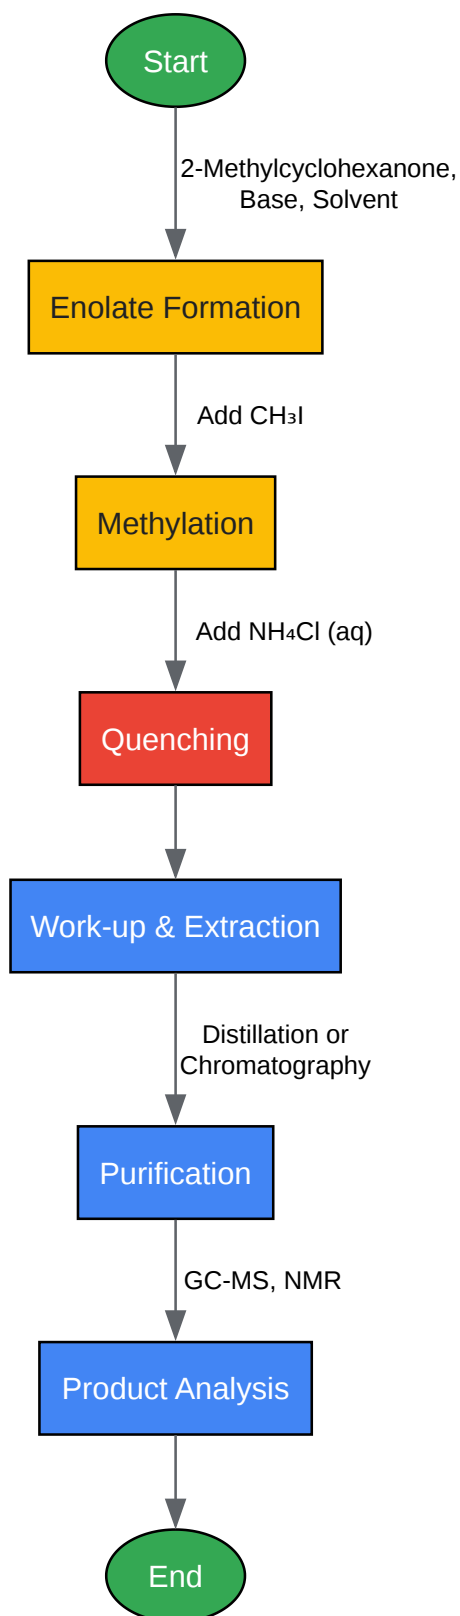 Start
2-Methylcyclohexanone,
Base, Solvent
Enolate Formation
Add CH₃I
Methylation
Add NH₄Cl (aq)
Quenching
Work-up & Extraction
Distillation or
Chromatography
Purification
GC-MS, NMR
Product Analysis
End